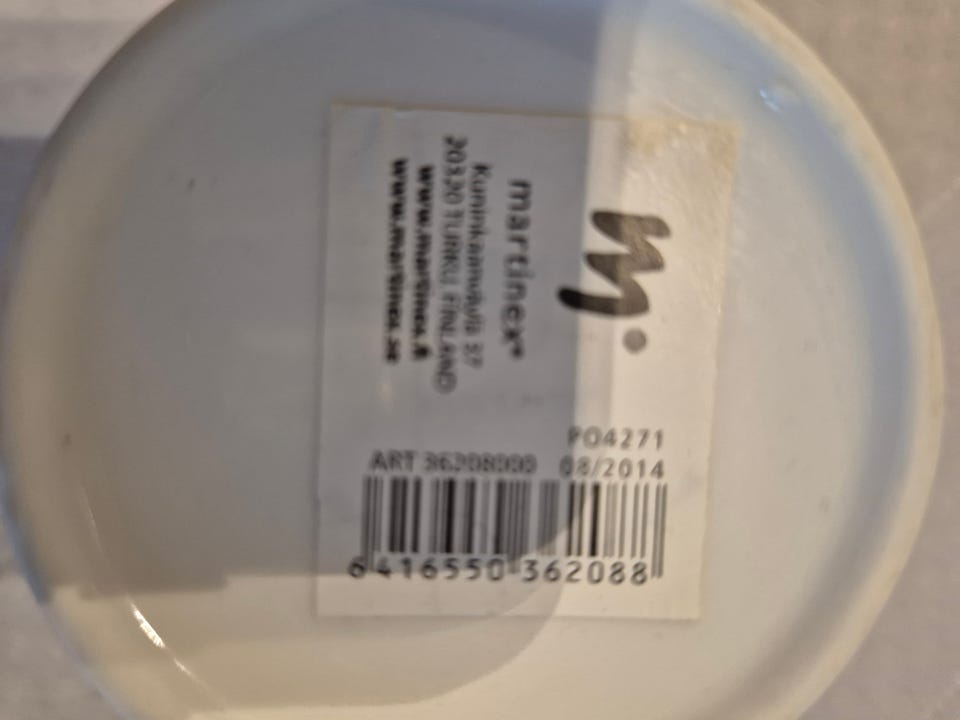 m.
martinex®
20320 TURKU FINLAND
www.martinex.fi
www.martinex.se
PO4271
ART 36208000 08/2014
6416550 362088